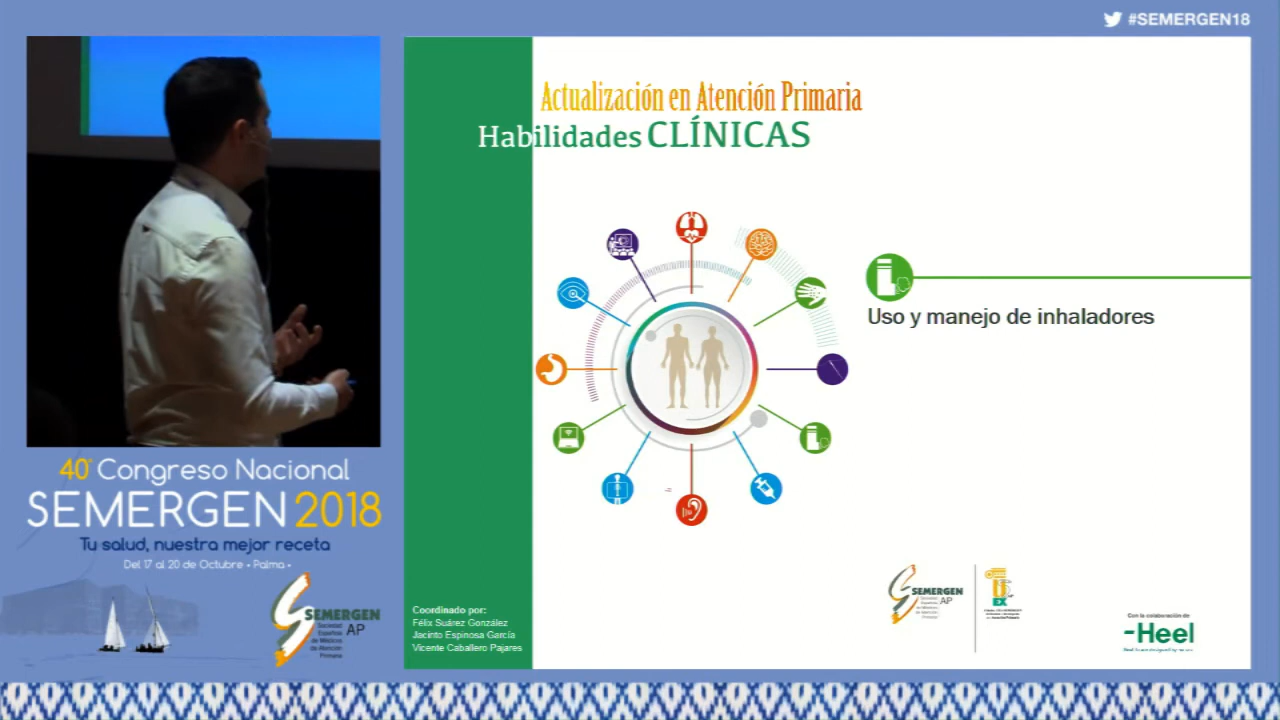 #SEMERGEN18
Actualización en Atención Primaria
Habilidades CLÍNICAS
Uso y manejo de inhaladores
40º Congreso Nacional
SEMERGEN 2018
Tu salud, nuestra mejor receta
Del 17 al 20 de Octubre • Palma •
SEMERGEN
Sociedad
Española
de Médicos
de Atención
Primaria
AP
Coordinado por:
Félix Suárez González
Jacinto Espinosa García
Vicente Caballero Pajares
SEMERGEN
AP
UEX
Con la colaboración de
-Heel